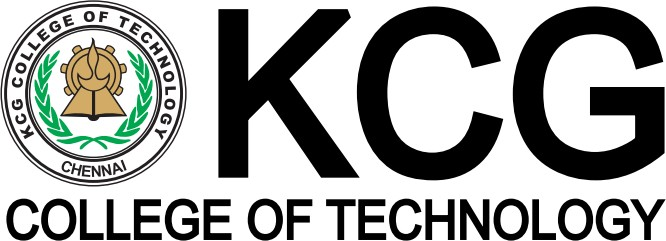 KCG COLLEGE OF TECHNOLOGY
CHENNAI
KCG
COLLEGE OF TECHNOLOGY